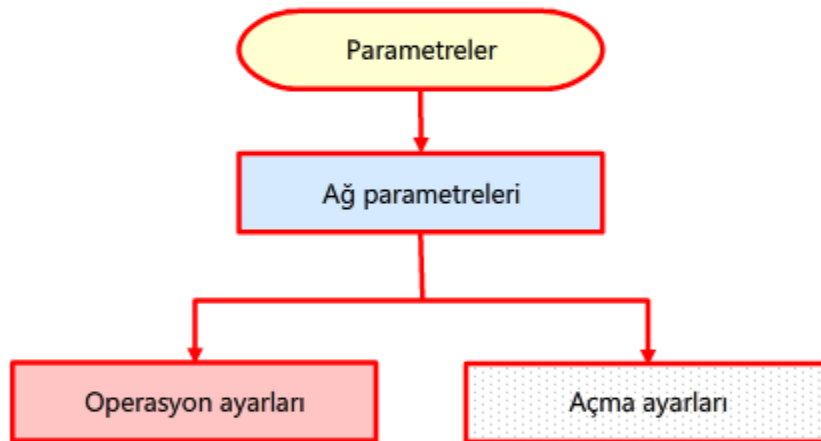 Parametreler
Ağ parametreleri
Operasyon ayarları
Açma ayarları